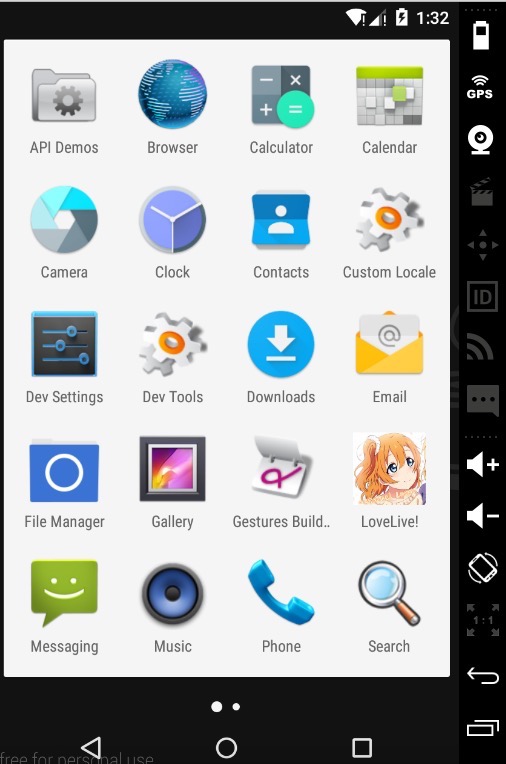 1:32
GPS
API Demos
Browser
Calculator
Calendar
Camera
Clock
Contacts
Custom Locale
ID
Dev Settings
Dev Tools
Downloads
@
Email
File Manager
Gallery
Gestures Build..
LoveLive!
Messaging
Music
Phone
Search
1:1
free for personal use